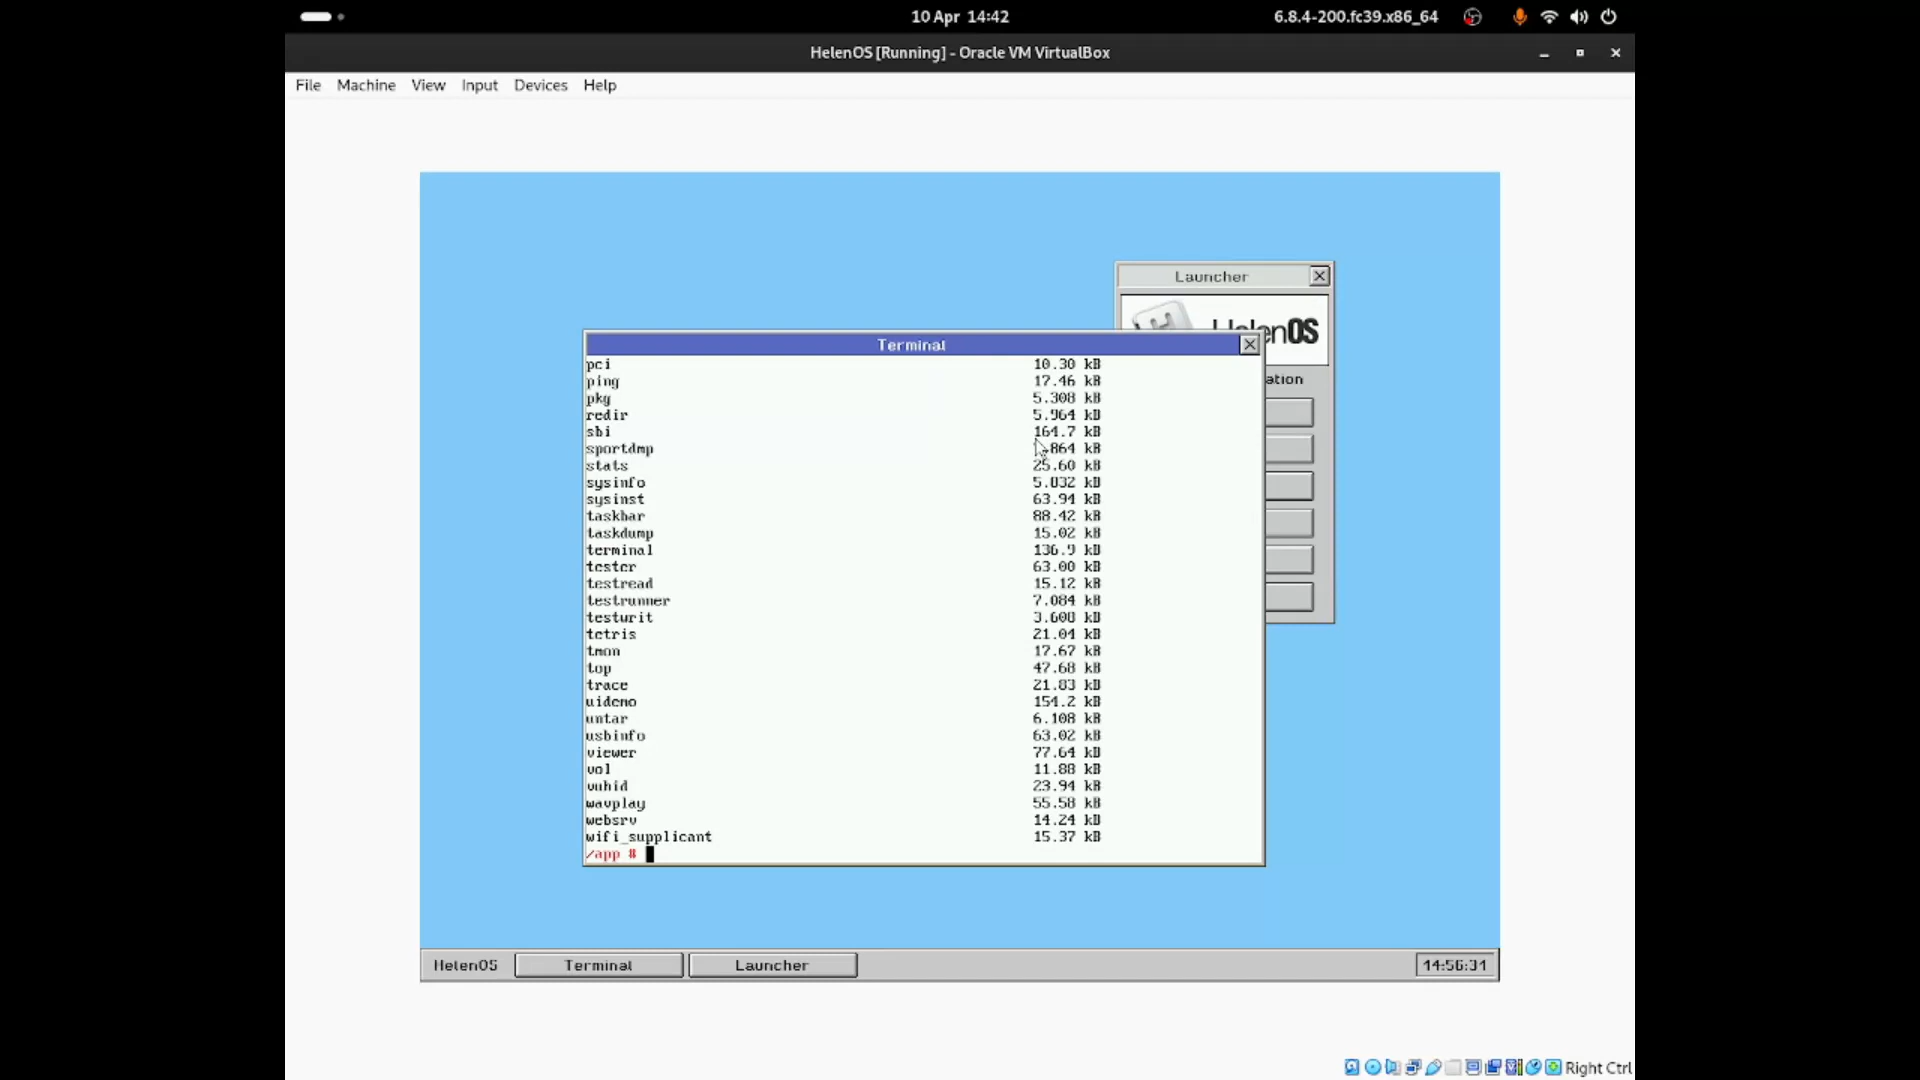 10 Apr 14:42
6.8.4-200.fc39.x86_64
HelenOS [Running] - Oracle VM VirtualBox
File Machine View Input Devices Help
Launcher
HelenOS
ation
Terminal
pci 10.30 kB
ping 17.46 kB
pkg 5.308 kB
redir 5.964 kB
sbi 164.7 kB
sportdmp 864 kB
stats 25.60 kB
sysinfo 5.832 kB
sysinst 63.94 kB
taskbar 88.42 kB
taskdump 15.02 kB
terminal 136.9 kB
tester 63.00 kB
testread 15.12 kB
testrunner 7.084 kB
testwrit 3.608 kB
tetris 21.04 kB
tmon 17.67 kB
top 47.68 kB
trace 21.83 kB
uidemo 154.2 kB
untar 6.108 kB
usbinfo 63.02 kB
viewer 77.64 kB
vol 11.88 kB
vuhid 23.94 kB
wavplay 55.58 kB
websrv 14.24 kB
wifi_supplicant 15.37 kB
/app #
HelenOS Terminal Launcher 14:56:31
Right Ctrl